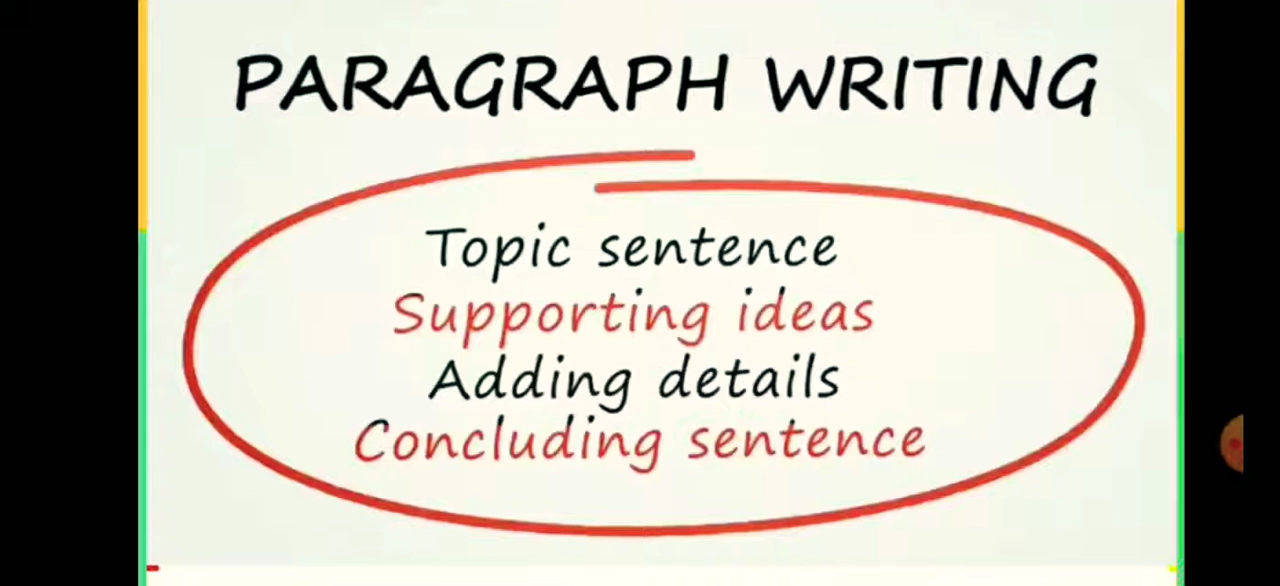 PARAGRAPH WRITING
Topic sentence
Supporting ideas
Adding details
Concluding sentence